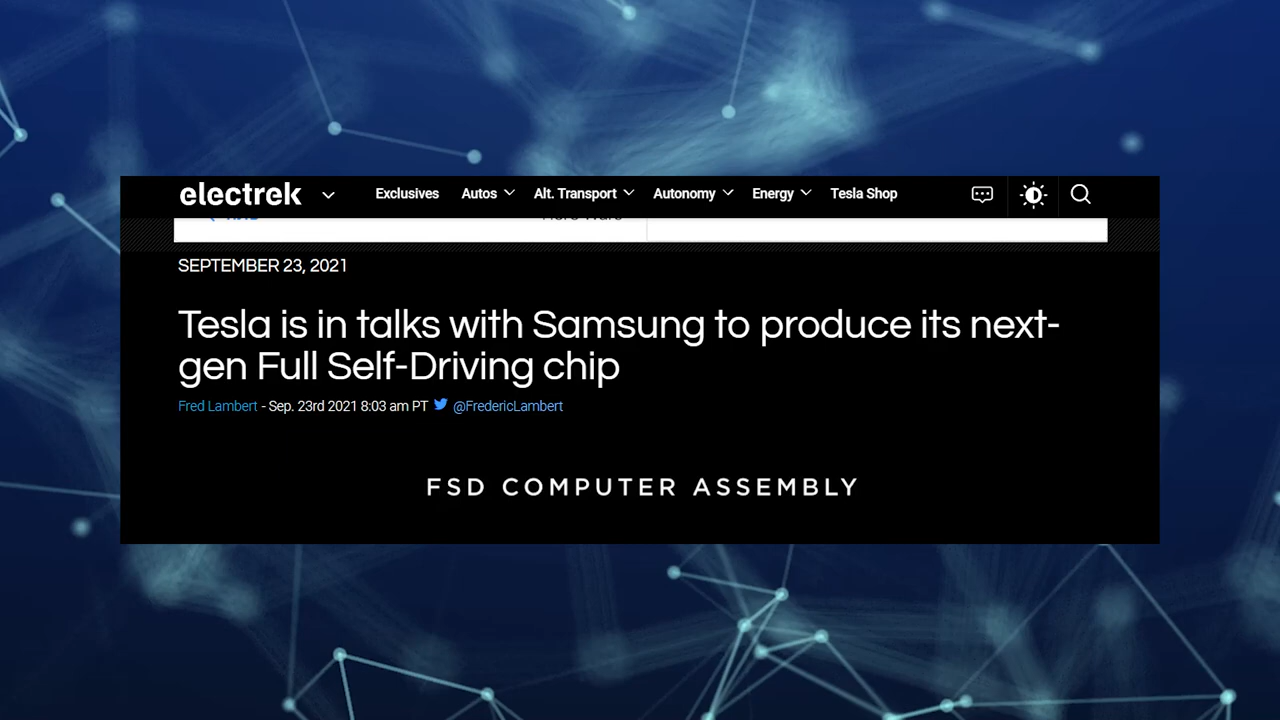 electrek Exclusives Autos Alt. Transport Autonomy Energy Tesla Shop
SEPTEMBER 23, 2021
Tesla is in talks with Samsung to produce its next-
gen Full Self-Driving chip
Fred Lambert - Sep. 23rd 2021 8:03 am PT @FredericLambert
FSD COMPUTER ASSEMBLY